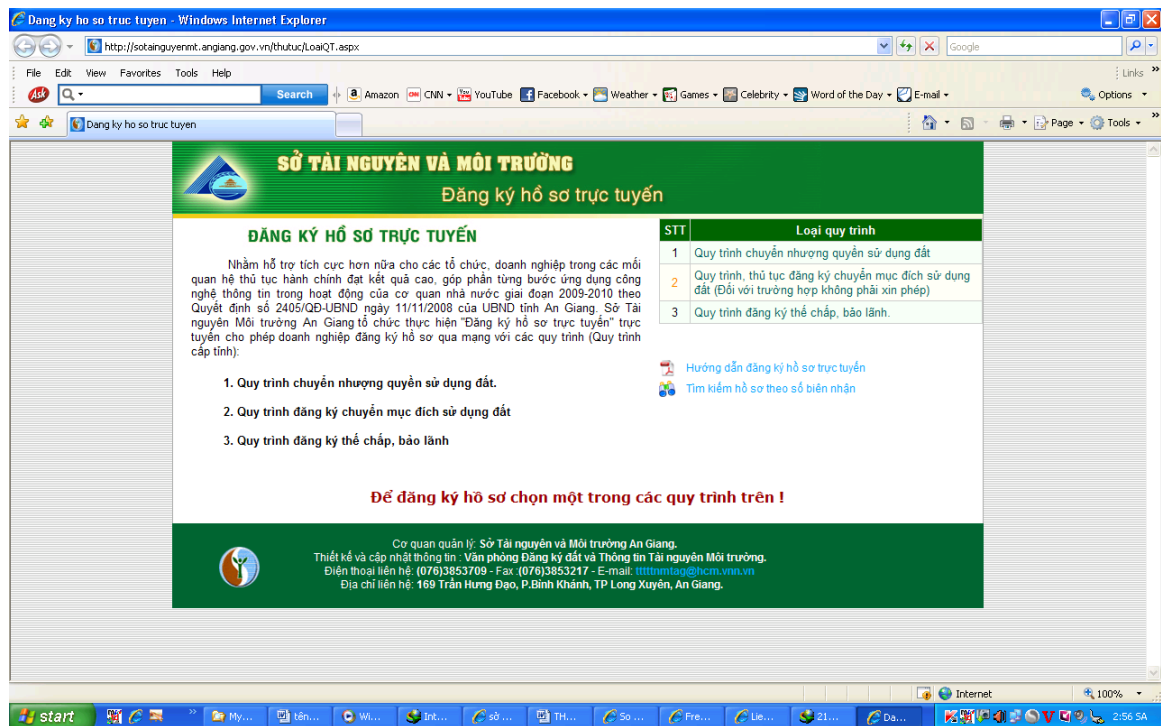 Dang ky ho so truc tuyen - Windows Internet Explorer
http://sotainguyenmt.angiang.gov.vn/thutuc/LoaiQT.aspx
Google
File Edit View Favorites Tools Help
Links
Ask
Search
Amazon
CNN
YouTube
Facebook
Weather
Games
Celebrity
Word of the Day
E-mail
Options
Dang ky ho so truc tuyen
Page
Tools
SỞ TÀI NGUYÊN VÀ MÔI TRƯỜNG
Đăng ký hồ sơ trực tuyến
ĐĂNG KÝ HỒ SƠ TRỰC TUYẾN
Nhằm hỗ trợ tích cực hơn nữa cho các tổ chức, doanh nghiệp trong các mối
quan hệ thủ tục hành chính đạt kết quả cao, góp phần từng bước ứng dụng công
nghệ thông tin trong hoạt động của cơ quan nhà nước giai đoạn 2009-2010 theo
Quyết định số 2405/QĐ-UBND ngày 11/11/2008 của UBND tỉnh An Giang. Sở Tài
nguyên Môi trường An Giang tổ chức thực hiện "Đăng ký hồ sơ trực tuyến" trực
tuyến cho phép doanh nghiệp đăng ký hồ sơ qua mạng với các quy trình (Quy trình
cấp tỉnh):
1. Quy trình chuyển nhượng quyền sử dụng đất.
2. Quy trình đăng ký chuyển mục đích sử dụng đất
3. Quy trình đăng ký thế chấp, bảo lãnh
STT Loại quy trình
1 Quy trình chuyển nhượng quyền sử dụng đất
2 Quy trình, thủ tục đăng ký chuyển mục đích sử dụng
đất (Đối với trường hợp không phải xin phép)
3 Quy trình đăng ký thế chấp, bảo lãnh.
Hướng dẫn đăng ký hồ sơ trực tuyến
Tìm kiếm hồ sơ theo số biên nhận
Để đăng ký hồ sơ chọn một trong các quy trình trên !
Cơ quan quản lý: Sở Tài nguyên và Môi trường An Giang.
Thiết kế và cập nhật thông tin : Văn phòng Đăng ký đất và Thông tin Tài nguyên Môi trường.
Điện thoại liên hệ: (076)3853709 - Fax :(076)3853217 - E-mail: tttttnmtag@hcm.vnn.vn
Địa chỉ liên hệ: 169 Trần Hưng Đạo, P.Bình Khánh, TP Long Xuyên, An Giang.
Internet
100%
start
My...
tên...
Wi...
Int...
sờ ...
TH...
So ...
Fre...
Lie...
21...
Da...
2:56 SA